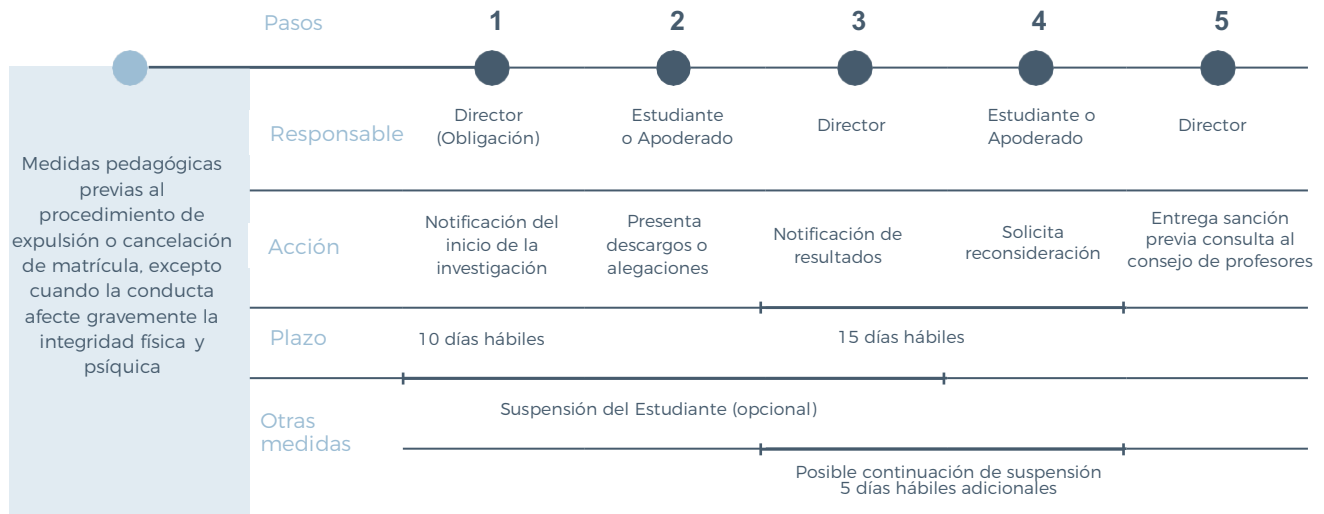 Pasos 1 2 3 4 5
Medidas pedagógicas
previas al
procedimiento de
expulsión o cancelación
de matrícula, excepto
cuando la conducta
afecte gravemente la
integridad física y
psíquica
Responsable
Director
(Obligación)
Estudiante
o Apoderado
Director
Estudiante o
Apoderado
Director
Acción
Notificación del
inicio de la
investigación
Presenta
descargos o
alegaciones
Notificación de
resultados
Solicita
reconsideración
Entrega sanción
previa consulta al
consejo de profesores
Plazo
10 días hábiles
15 días hábiles
Otras
medidas
Suspensión del Estudiante (opcional)
Posible continuación de suspensión
5 días hábiles adicionales